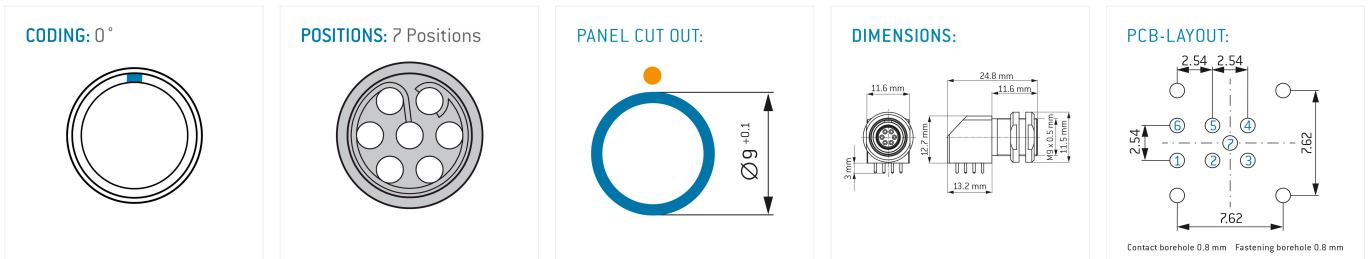 CODING: 0°
POSITIONS: 7 Positions
PANEL CUT OUT:
Ø 9 +0.1
DIMENSIONS:
24.8 mm
11.6 mm
11.6 mm
12.7 mm
3 mm
13.2 mm
M9 x 0.5 mm
11.5 mm
PCB-LAYOUT:
2.54 2.54
6 5 4
7
1 2 3
2.54
7.62
7.62
Contact borehole 0.8 mm Fastening borehole 0.8 mm